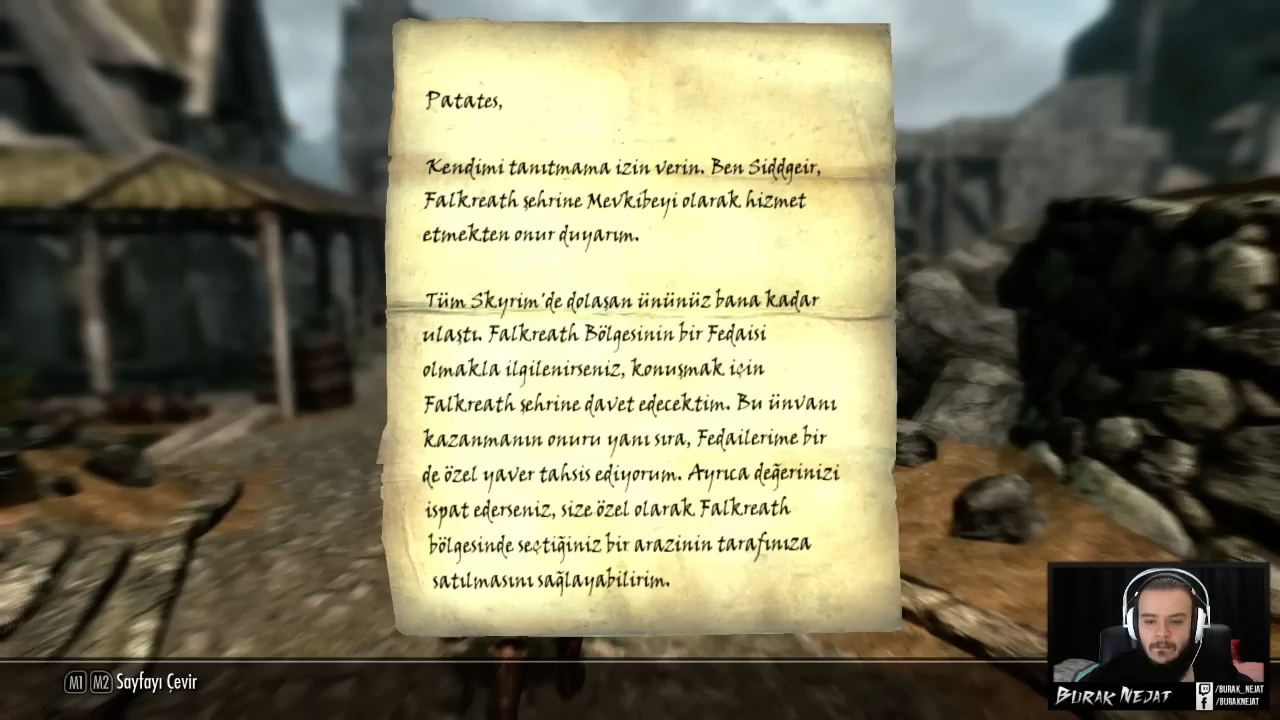 Patates,
Kendimi tanıtmama izin verin. Ben Siddgeir,
Falkreath şehrine Mevkibeyi olarak hizmet
etmekten onur duyarım.
Tüm Skyrim'de dolaşan ününüz bana kadar
ulaştı. Falkreath Bölgesinin bir Fedaisi
olmakla ilgilenirseniz, konuşmak için
Falkreath şehrine davet edecektim. Bu ünvanı
kazanmanın onuru yanı sıra, Fedailerime bir
de özel yaver tahsis ediyorum. Ayrıca değerinizi
ispat ederseniz, size özel olarak Falkreath
bölgesinde seçtiğiniz bir arazinin tarafınıza
satılmasını sağlayabilirim.
M1 M2 Sayfayı Çevir
BURAK NEJAT
/BURAK_NEJAT
/BURAKNEJAT